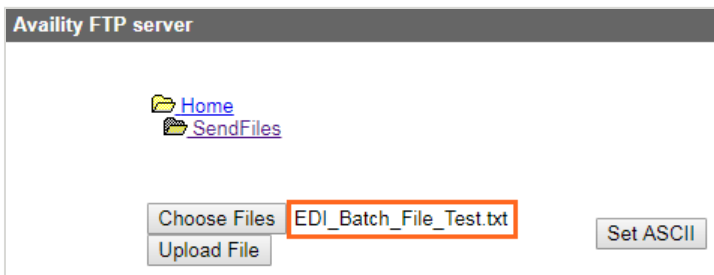 Availity FTP server
Home
SendFiles
Choose Files EDI_Batch_File_Test.txt
Set ASCII
Upload File